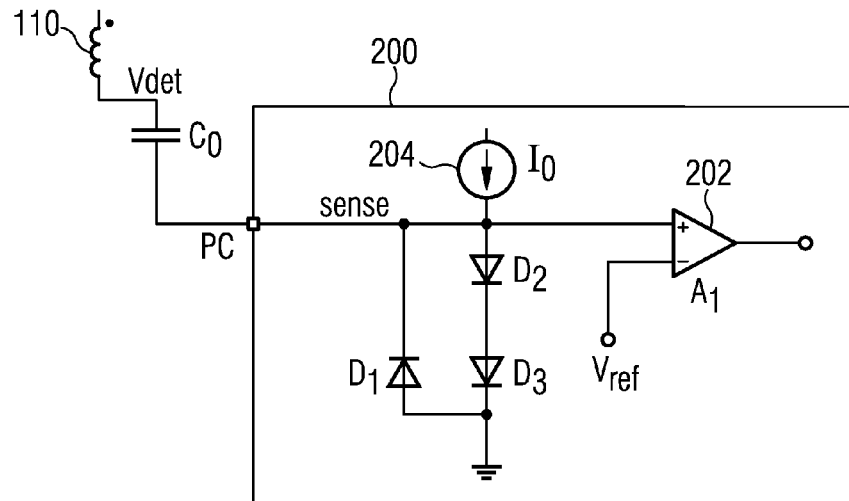 110
Vdet
C0
200
204
I0
202
sense
PC
+
−
D2
A1
D1
D3
Vref